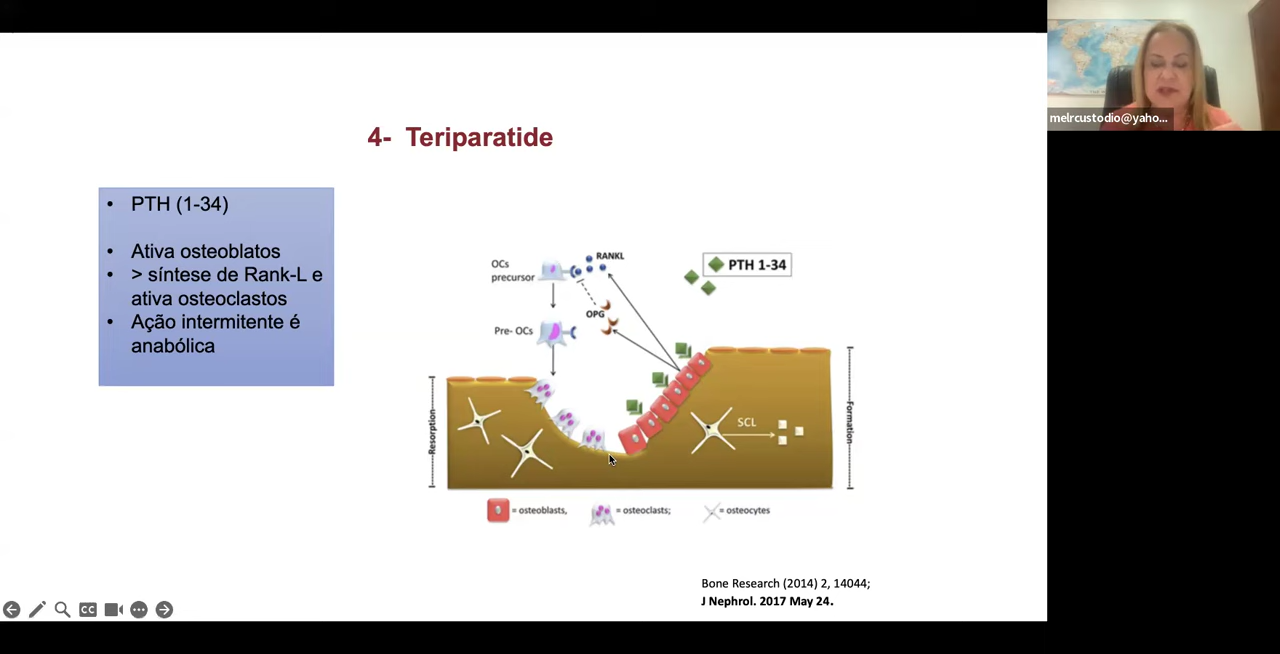 melrcustodio@yaho...
4- Teriparatide
• PTH (1-34)
• Ativa osteoblatos
• > síntese de Rank-L e
ativa osteoclastos
• Ação intermitente é
anabólica
OCs
precursor
RANKL
PTH 1-34
OPG
Pre- OCs
Resorption
SCL
Formation
= osteoblasts,
= osteoclasts;
= osteocytes
Bone Research (2014) 2, 14044;
J Nephrol. 2017 May 24.
CC